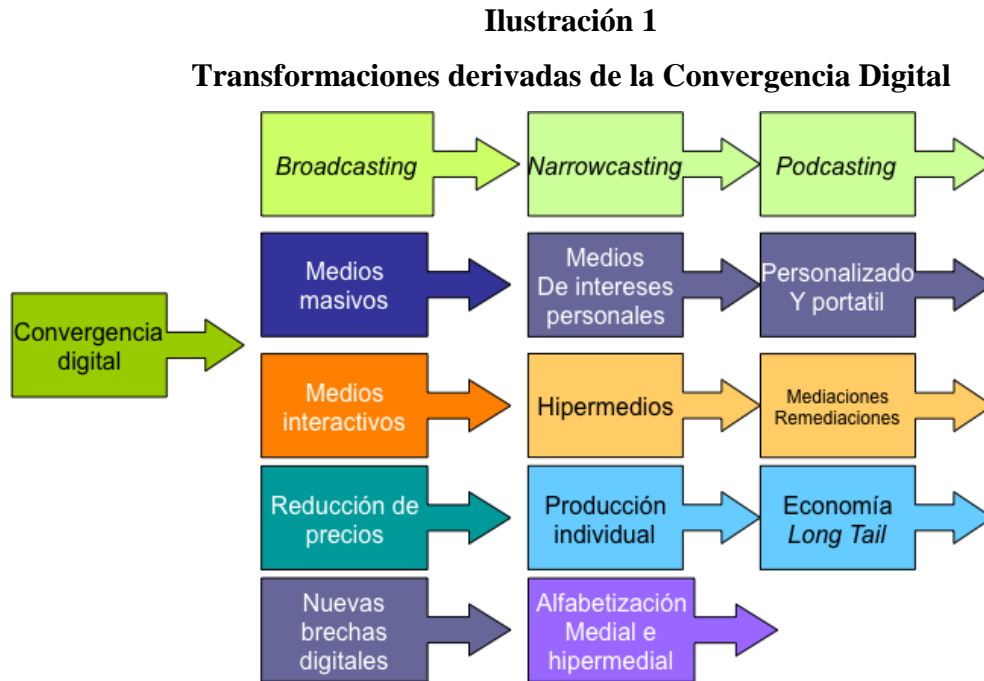 Ilustración 1
Transformaciones derivadas de la Convergencia Digital
Convergencia
digital
Broadcasting
Narrowcasting
Podcasting
Medios
masivos
Medios
De intereses
personales
Personalizado
Y portatil
Medios
interactivos
Hipermedios
Mediaciones
Remediaciones
Reducción de
precios
Producción
individual
Economía
Long Tail
Nuevas
brechas
digitales
Alfabetización
Medial e
hipermedial